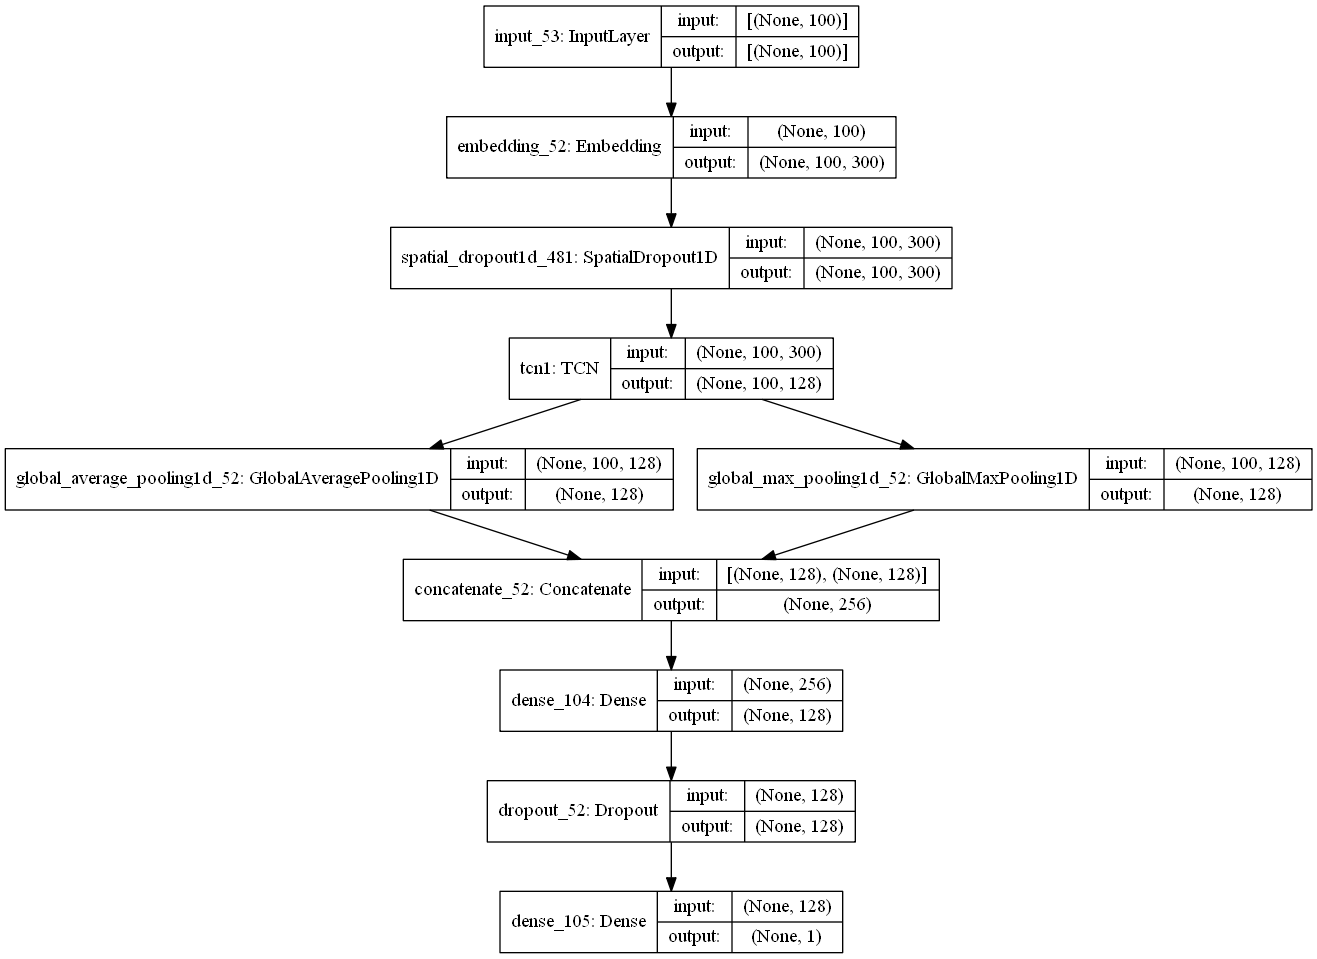 input_53: InputLayer
input: [(None, 100)]
output: [(None, 100)]
embedding_52: Embedding
input: (None, 100)
output: (None, 100, 300)
spatial_dropout1d_481: SpatialDropout1D
input: (None, 100, 300)
output: (None, 100, 300)
tcn1: TCN
input: (None, 100, 300)
output: (None, 100, 128)
global_average_pooling1d_52: GlobalAveragePooling1D
input: (None, 100, 128)
output: (None, 128)
global_max_pooling1d_52: GlobalMaxPooling1D
input: (None, 100, 128)
output: (None, 128)
concatenate_52: Concatenate
input: [(None, 128), (None, 128)]
output: (None, 256)
dense_104: Dense
input: (None, 256)
output: (None, 128)
dropout_52: Dropout
input: (None, 128)
output: (None, 128)
dense_105: Dense
input: (None, 128)
output: (None, 1)